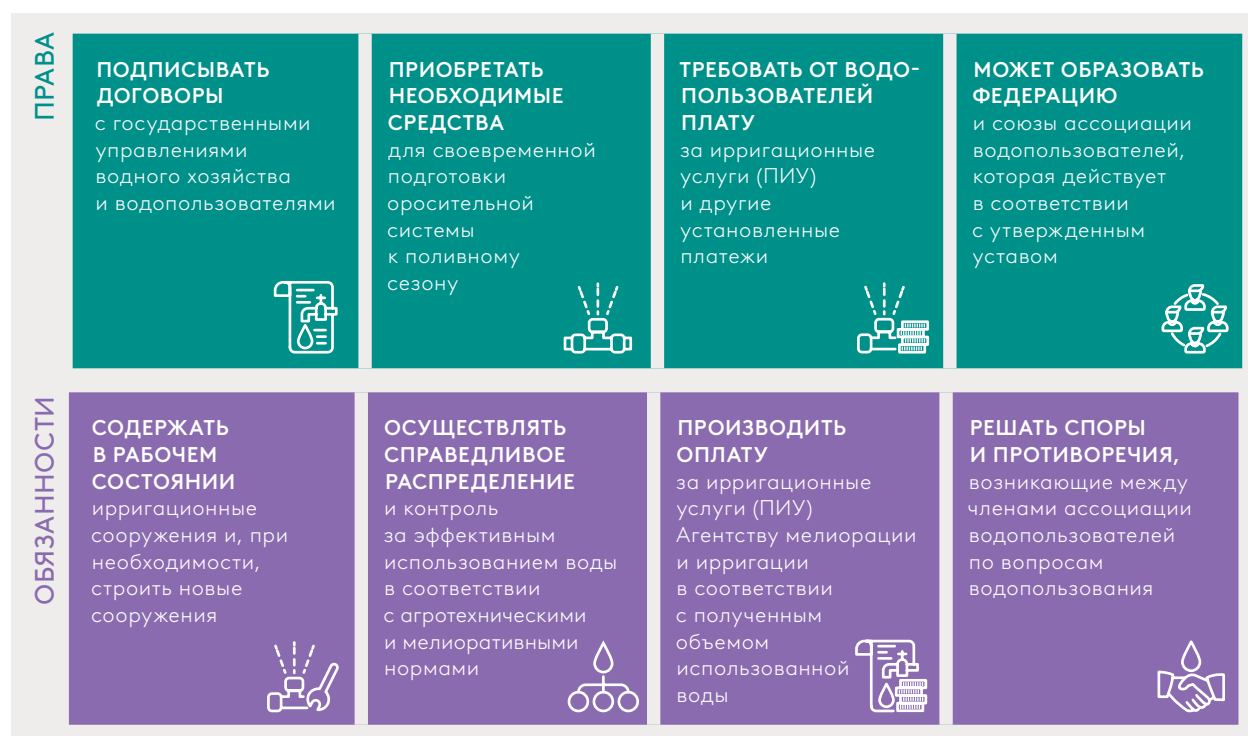 ПРАВА
ПОДПИСЫВАТЬ
ДОГОВОРЫ
с государственными
управлениями
водного хозяйства
и водопользователями
ПРИОБРЕТАТЬ
НЕОБХОДИМЫЕ
СРЕДСТВА
для своевременной
подготовки
оросительной
системы
к поливному
сезону
ТРЕБОВАТЬ ОТ ВОДО-
ПОЛЬЗОВАТЕЛЕЙ
ПЛАТУ
за ирригационные
услуги (ПИУ)
и другие
установленные
платежи
МОЖЕТ ОБРАЗОВАТЬ
ФЕДЕРАЦИЮ
и союзы ассоциации
водопользователей,
которая действует
в соответствии
с утвержденным
уставом
ОБЯЗАННОСТИ
СОДЕРЖАТЬ
В РАБОЧЕМ
СОСТОЯНИИ
ирригационные
сооружения и, при
необходимости,
строить новые
сооружения
ОСУЩЕСТВЛЯТЬ
СПРАВЕДЛИВОЕ
РАСПРЕДЕЛЕНИЕ
и контроль
за эффективным
использованием воды
в соответствии
с агротехническими
и мелиоративными
нормами
ПРОИЗВОДИТЬ
ОПЛАТУ
за ирригационные
услуги (ПИУ)
Агентству мелиорации
и ирригации
в соответствии
с полученным
объемом
использованной
воды
РЕШАТЬ СПОРЫ
И ПРОТИВОРЕЧИЯ,
возникающие между
членами ассоциации
водопользователей
по вопросам
водопользования